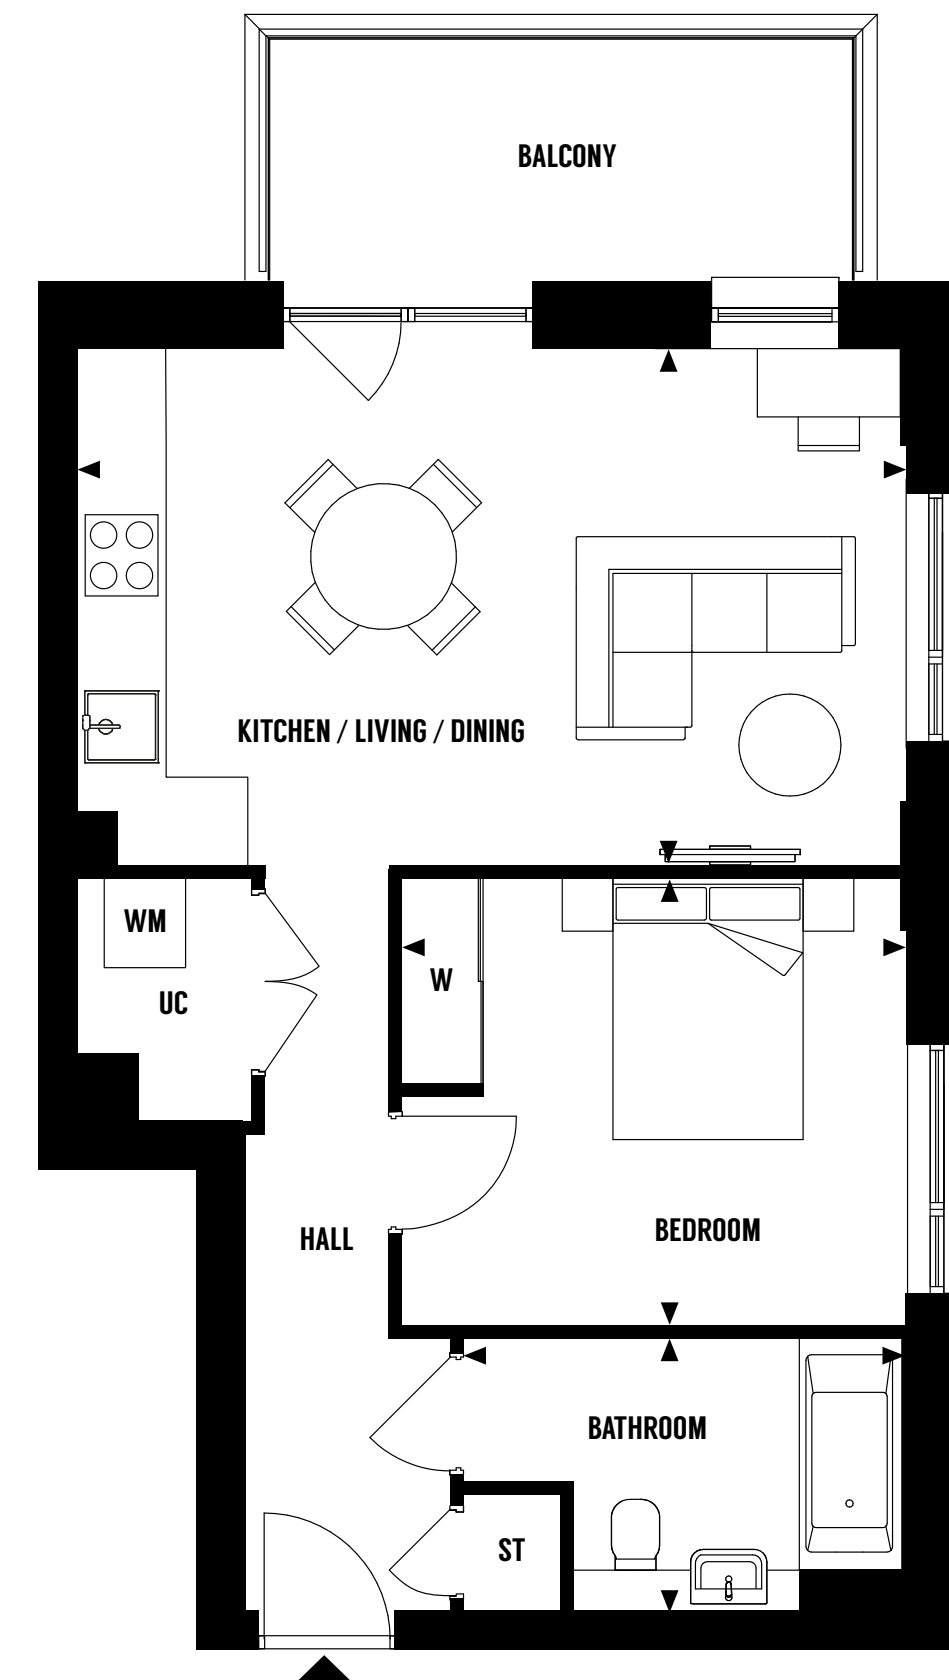 BALCONY
KITCHEN / LIVING / DINING
WM
UC
W
HALL
BEDROOM
BATHROOM
ST